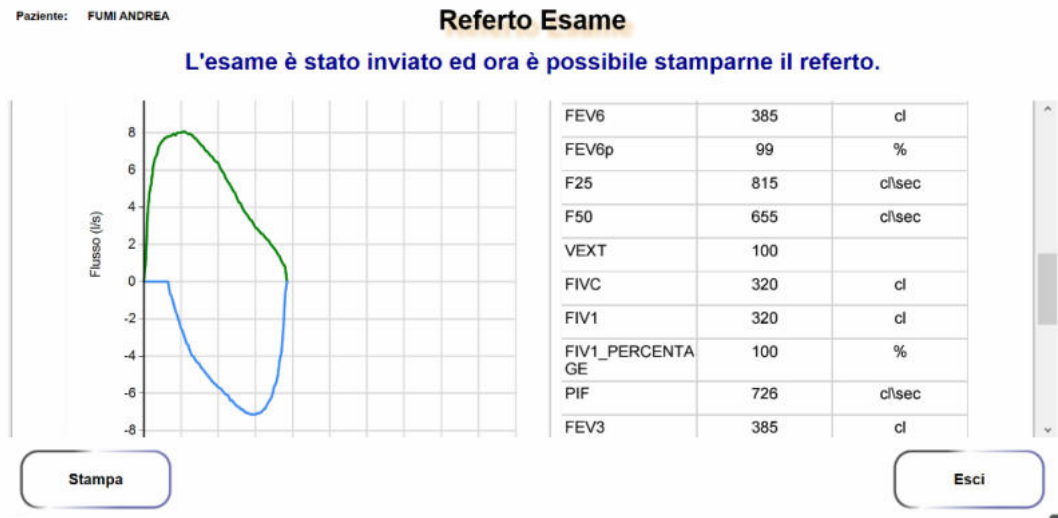 Paziente: FUMI ANDREA
Referto Esame
L'esame è stato inviato ed ora è possibile stamparne il referto.
8
6
4
2
0
-2
-4
-6
-8
Flusso (l/s)
FEV6 385 cl
FEV6p 99 %
F25 815 cl\sec
F50 655 cl\sec
VEXT 100
FIVC 320 cl
FIV1 320 cl
FIV1_PERCENTA
GE 100 %
PIF 726 cl\sec
FEV3 385 cl
Stampa
Esci